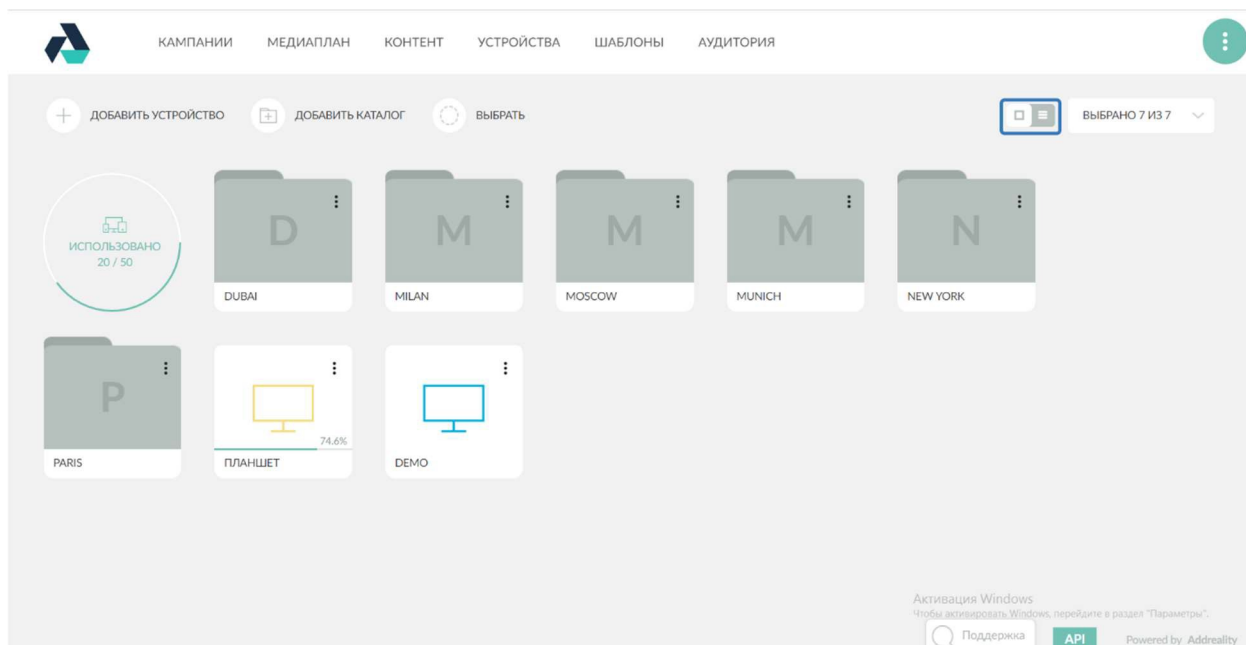 КАМПАНИИ МЕДИАПЛАН КОНТЕНТ УСТРОЙСТВА ШАБЛОНЫ АУДИТОРИЯ
ДОБАВИТЬ УСТРОЙСТВО ДОБАВИТЬ КАТАЛОГ ВЫБРАТЬ ВЫБРАНО 7 ИЗ 7
ИСПОЛЬЗОВАНО
20 / 50
D M M M N
DUBAI MILAN MOSCOW MUNICH NEW YORK
P
74.6%
PARIS ПЛАНШЕТ DEMO
Активация Windows
Чтобы активировать Windows, перейдите в раздел "Параметры".
Поддержка API Powered by Addreality